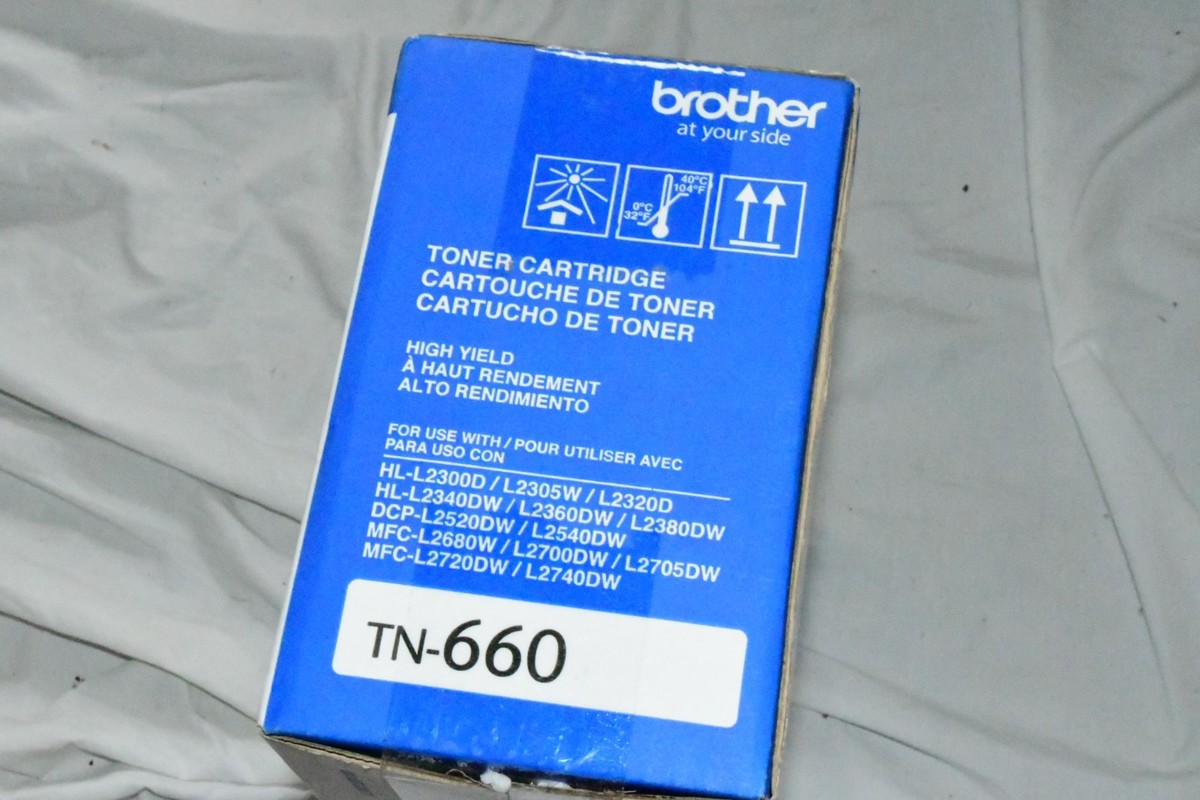 brother
at your side
40°C
104°F
0°C
32°F
TONER CARTRIDGE
CARTOUCHE DE TONER
CARTUCHO DE TONER
HIGH YIELD
À HAUT RENDEMENT
ALTO RENDIMIENTO
FOR USE WITH / POUR UTILISER AVEC
PARA USO CON
HL-L2300D / L2305W / L2320D
HL-L2340DW / L2360DW / L2380DW
DCP-L2520DW / L2540DW
MFC-L2680W / L2700DW / L2705DW
MFC-L2720DW / L2740DW
TN-660